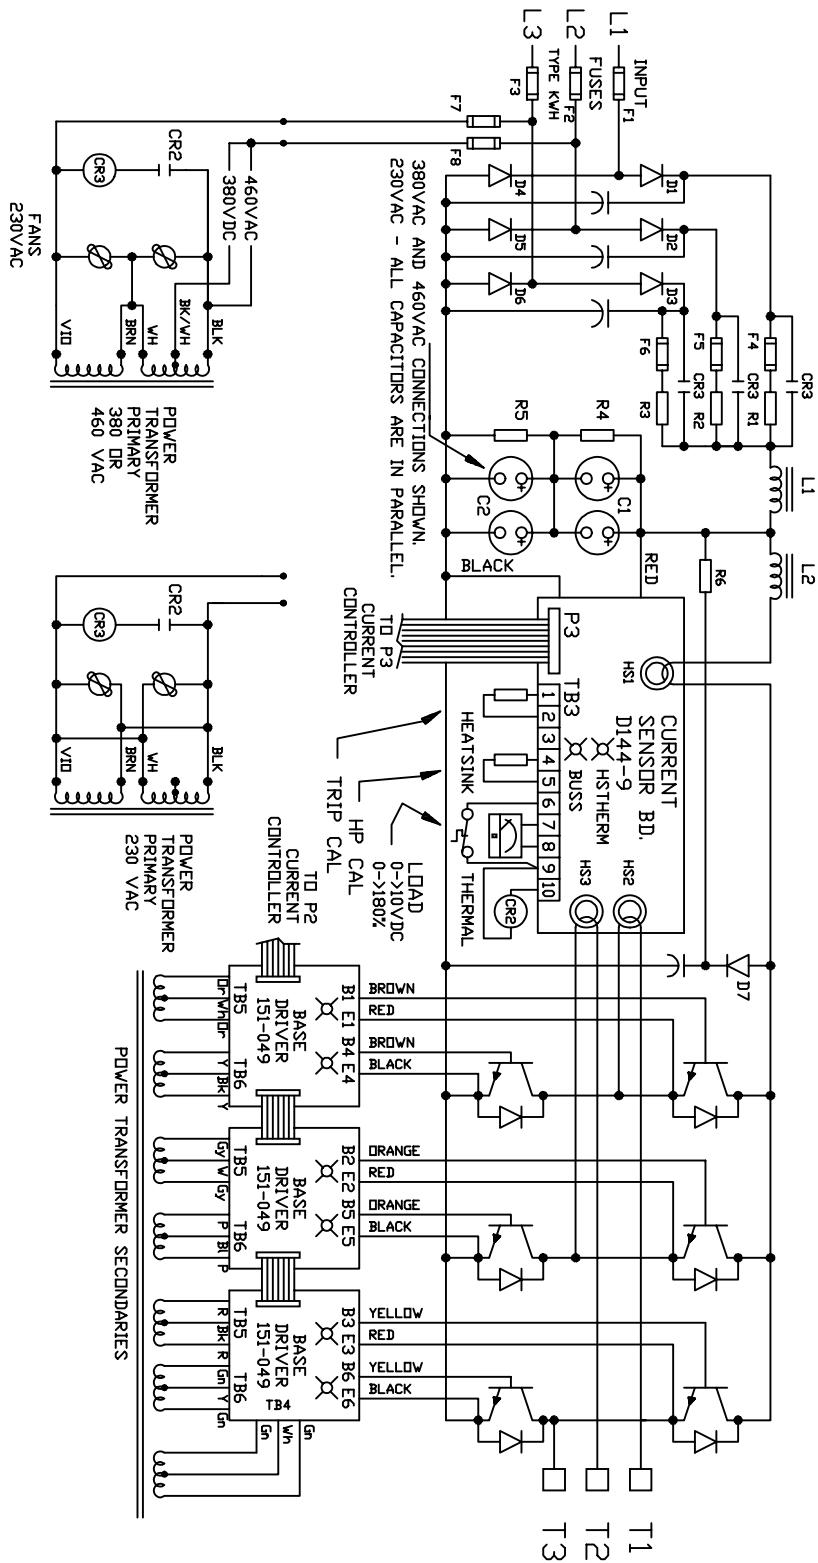 L1
L2
L3
INPUT
FUSES
TYPE KWH
F1
F2
F3
F7
F8
D1
D2
D3
D4
D5
D6
CR3
CR3
CR3
F4
F5
F6
R1
R2
R3
R4
R5
C1
C2
L1
L2
R6
RED
BLACK
380VAC AND 460VAC CONNECTIONS SHOWN.
230VAC - ALL CAPACITORS ARE IN PARALLEL.
460VAC
380VDC
CR2
CR3
FANS
230VAC
BLK
BK/WH
WH
BRN
VIO
POWER
TRANSFORMER
PRIMARY
380 OR
460 VAC
CR2
CR3
BLK
WH
BRN
VIO
POWER
TRANSFORMER
PRIMARY
230 VAC
P3
TO P3
CURRENT
CONTROLLER
HS1
CURRENT
SENSOR BD.
D144-9
HSTHERM
BUSS
HS2
HS3
TB3
1
2
3
4
5
6
7
8
9
10
HEATSINK
THERMAL
CR2
LOAD
0->10VDC
0->180%
HP CAL
TRIP CAL
D7
TO P2
CURRENT
CONTROLLER
BROWN
RED
BROWN
BLACK
B1 E1 B4 E4
BASE
DRIVER
151-049
TB5 TB6
Or
Wh
Or
Y
Bk
Y
ORANGE
RED
ORANGE
BLACK
B2 E2 B5 E5
BASE
DRIVER
151-049
TB5 TB6
Gy
W
Gy
P
Bl
P
YELLOW
RED
YELLOW
BLACK
B3 E3 B6 E6
BASE
DRIVER
151-049
TB4
TB5 TB6
R
Bk
R
Gn
Y
Gn
Gn
Wh
Gn
POWER TRANSFORMER SECONDARIES
T1
T2
T3